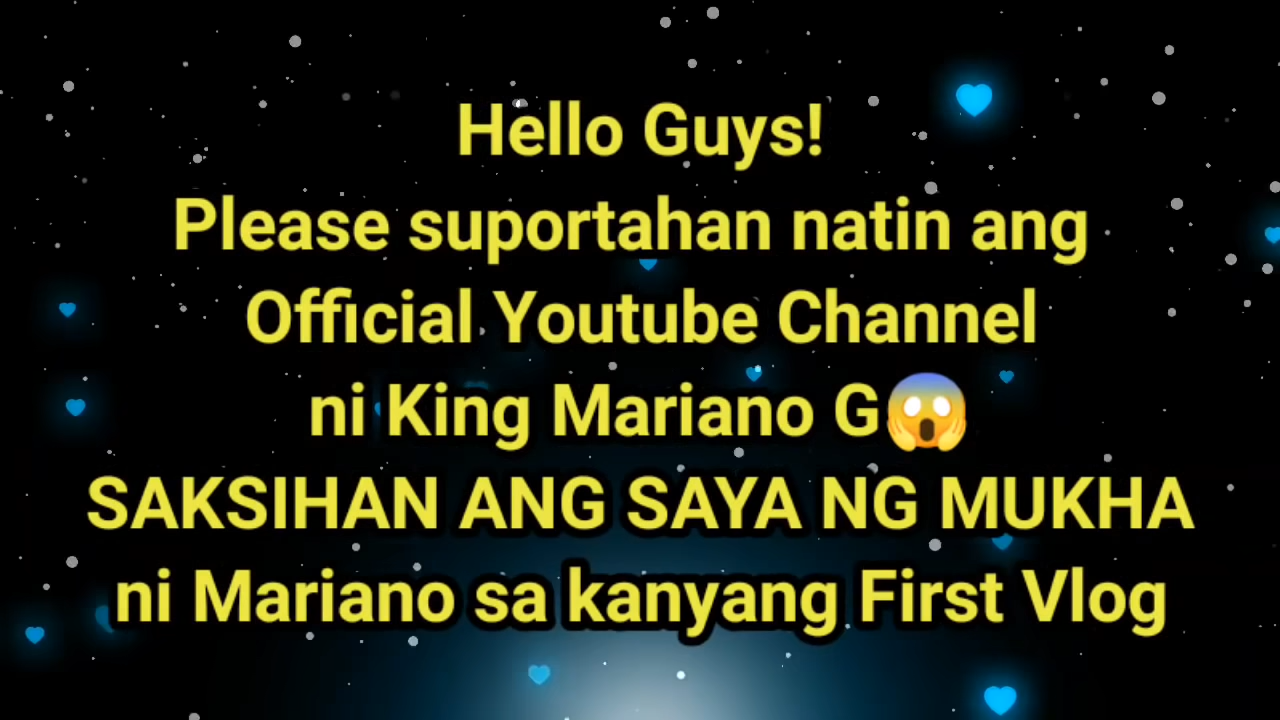 Hello Guys!
Please suportahan natin ang
Official Youtube Channel
ni King Mariano G😱
SAKSIHAN ANG SAYA NG MUKHA
ni Mariano sa kanyang First Vlog